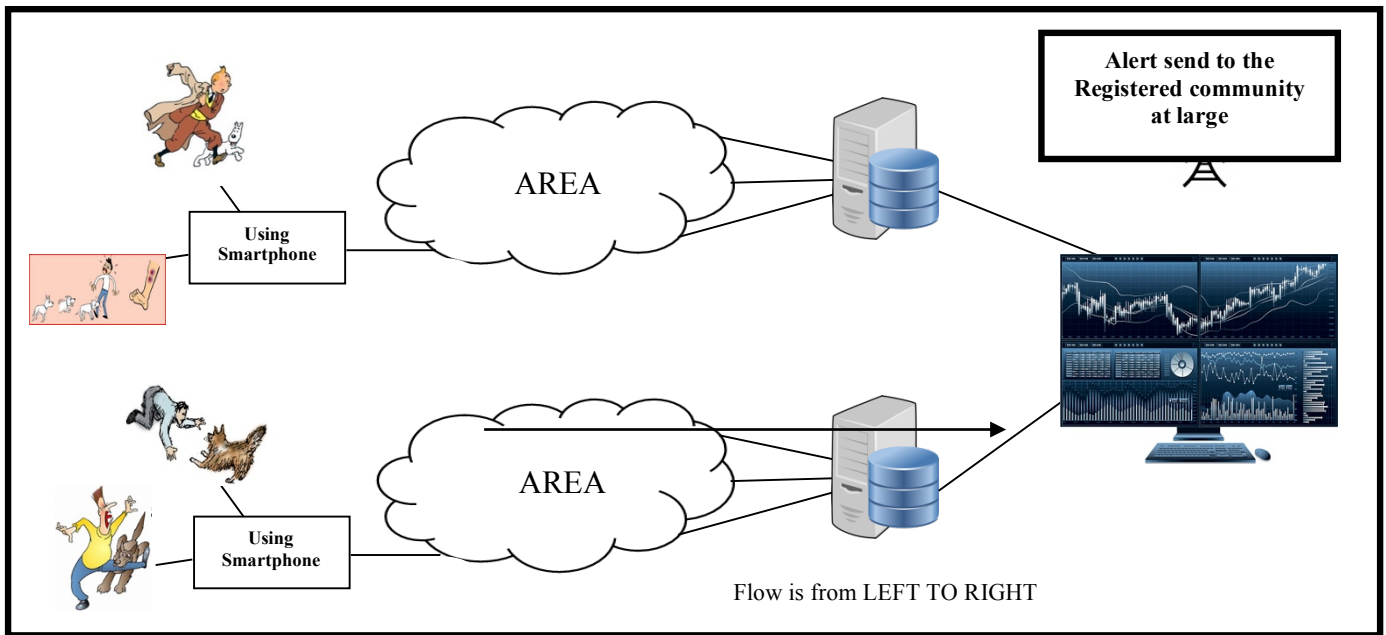 Alert send to the
Registered community
at large
AREA
Using
Smartphone
AREA
Using
Smartphone
Flow is from LEFT TO RIGHT